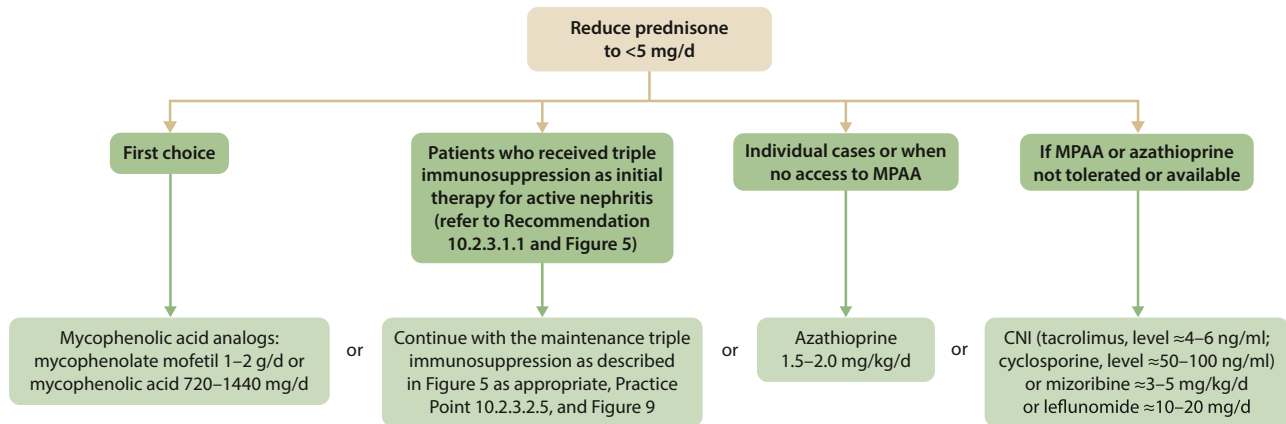 Reduce prednisone
to <5 mg/d
First choice
Patients who received triple
immunosuppression as initial
therapy for active nephritis
(refer to Recommendation
10.2.3.1.1 and Figure 5)
Individual cases or when
no access to MPAA
If MPAA or azathioprine
not tolerated or available
Mycophenolic acid analogs:
mycophenolate mofetil 1–2 g/d or
mycophenolic acid 720–1440 mg/d
or
Continue with the maintenance triple
immunosuppression as described
in Figure 5 as appropriate, Practice
Point 10.2.3.2.5, and Figure 9
or
Azathioprine
1.5–2.0 mg/kg/d
or
CNI (tacrolimus, level ≈4–6 ng/ml;
cyclosporine, level ≈50–100 ng/ml)
or mizoribine ≈3–5 mg/kg/d
or leflunomide ≈10–20 mg/d